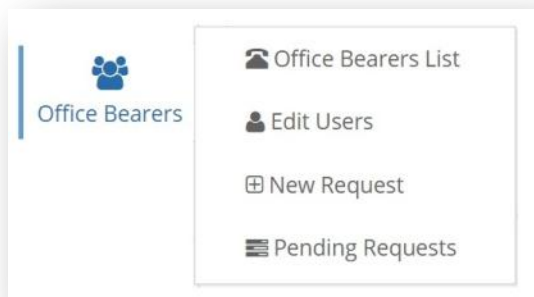 Office Bearers
Office Bearers List
Edit Users
New Request
Pending Requests